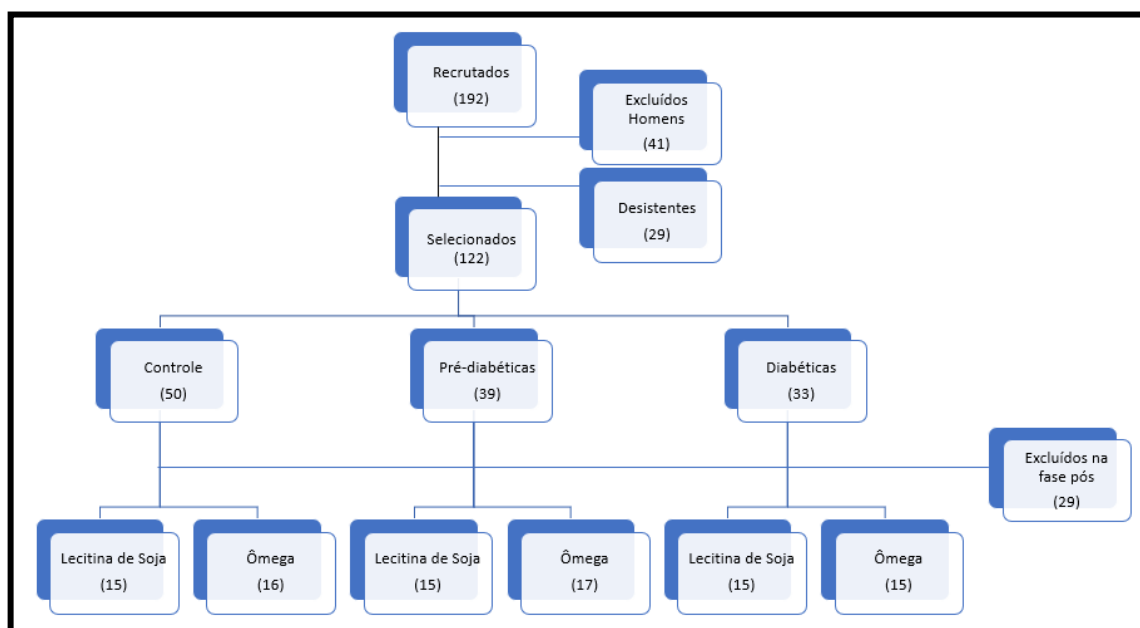 Recrutados
(192)
Excluídos
Homens
(41)
Desistentes
(29)
Selecionados
(122)
Controle
(50)
Pré-diabéticas
(39)
Diabéticas
(33)
Excluídos na
fase pós
(29)
Lecitina de Soja
(15)
Ômega
(16)
Lecitina de Soja
(15)
Ômega
(17)
Lecitina de Soja
(15)
Ômega
(15)